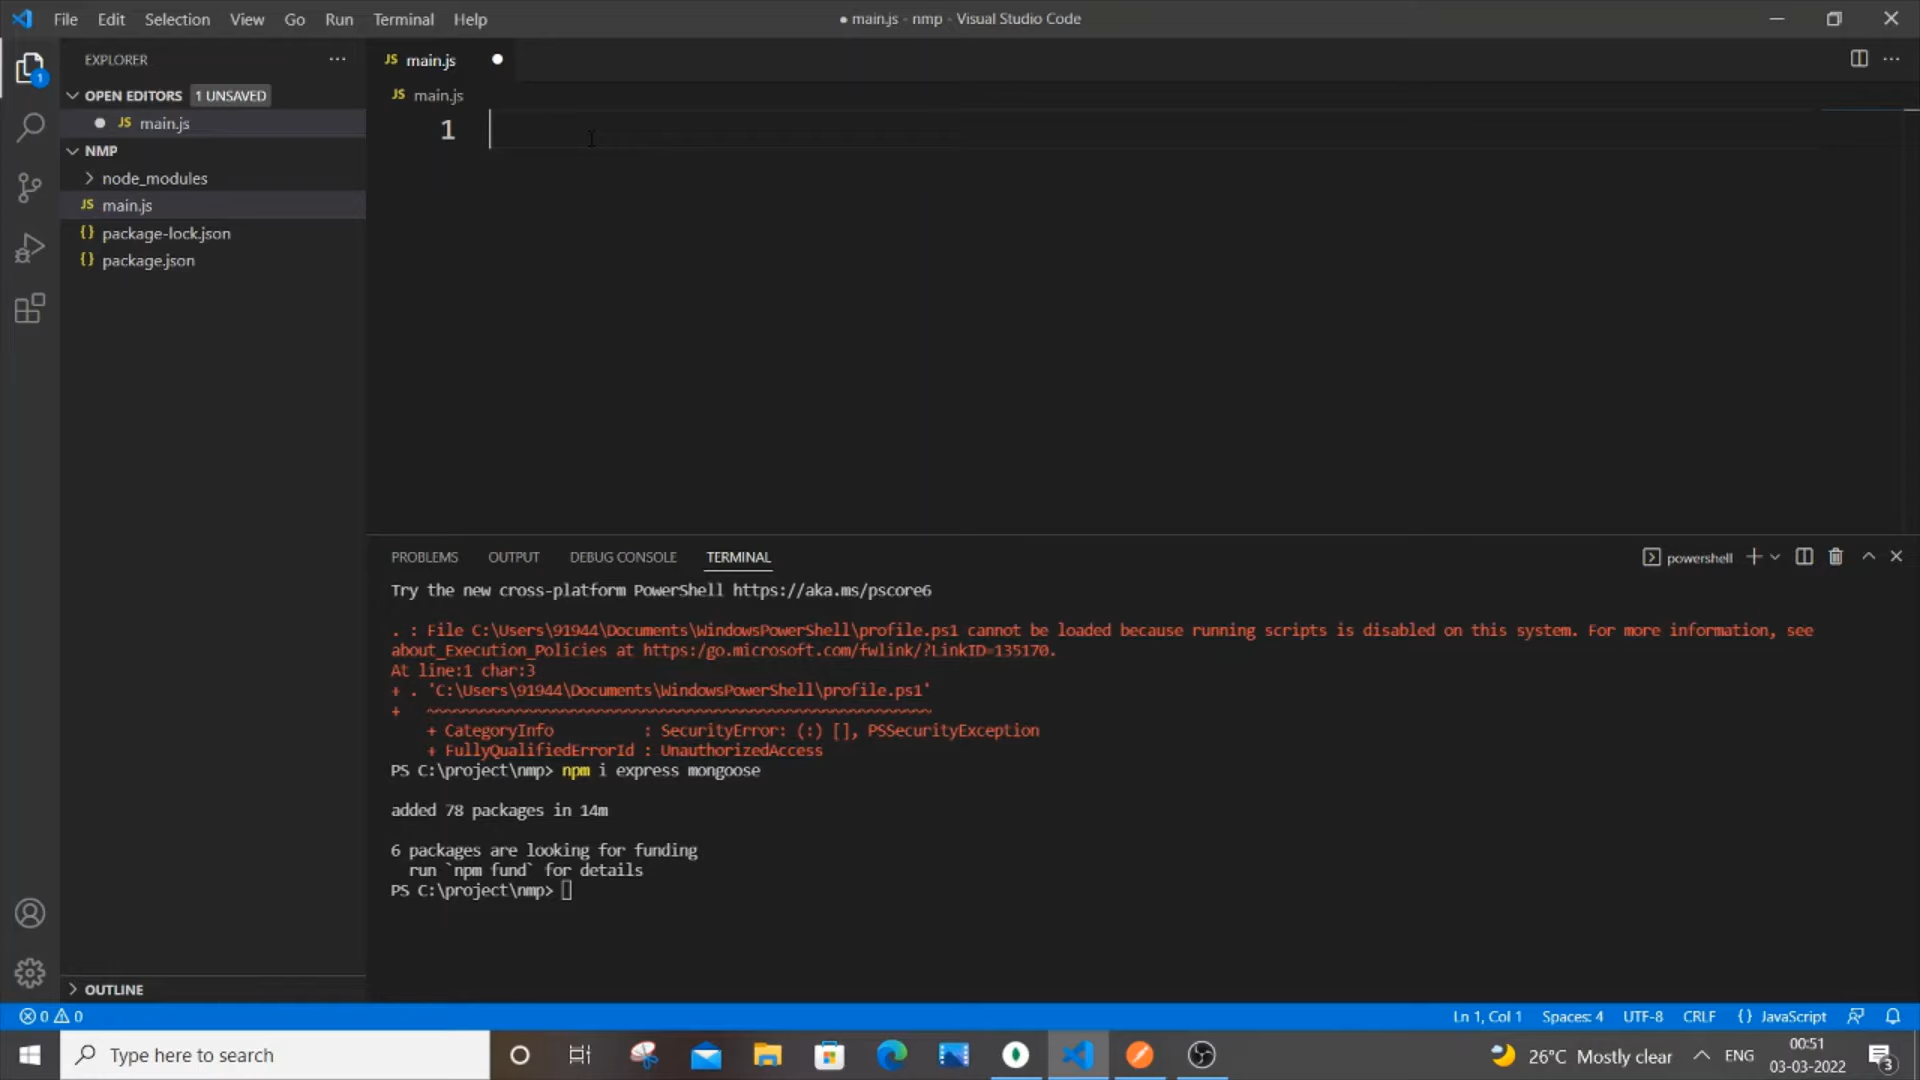 File Edit Selection View Go Run Terminal Help
● main.js - nmp - Visual Studio Code
EXPLORER
1
OPEN EDITORS 1 UNSAVED
JS main.js
NMP
node_modules
JS main.js
{} package-lock.json
{} package.json
OUTLINE
JS main.js
JS main.js
1
PROBLEMS OUTPUT DEBUG CONSOLE TERMINAL
powershell
Try the new cross-platform PowerShell https://aka.ms/pscore6
. : File C:\Users\91944\Documents\WindowsPowerShell\profile.ps1 cannot be loaded because running scripts is disabled on this system. For more information, see
about_Execution_Policies at https:/go.microsoft.com/fwlink/?LinkID=135170.
At line:1 char:3
+ . 'C:\Users\91944\Documents\WindowsPowerShell\profile.ps1'
+   ~~~~~~~~~~~~~~~~~~~~~~~~~~~~~~~~~~~~~~~~~~~~~~~~~~~~~~~~
+ CategoryInfo          : SecurityError: (:) [], PSSecurityException
+ FullyQualifiedErrorId : UnauthorizedAccess
PS C:\project\nmp> npm i express mongoose
added 78 packages in 14m
6 packages are looking for funding
run `npm fund` for details
PS C:\project\nmp>
0 0
Ln 1, Col 1 Spaces: 4 UTF-8 CRLF {} JavaScript
Type here to search
26°C Mostly clear
ENG
00:51
03-03-2022
3